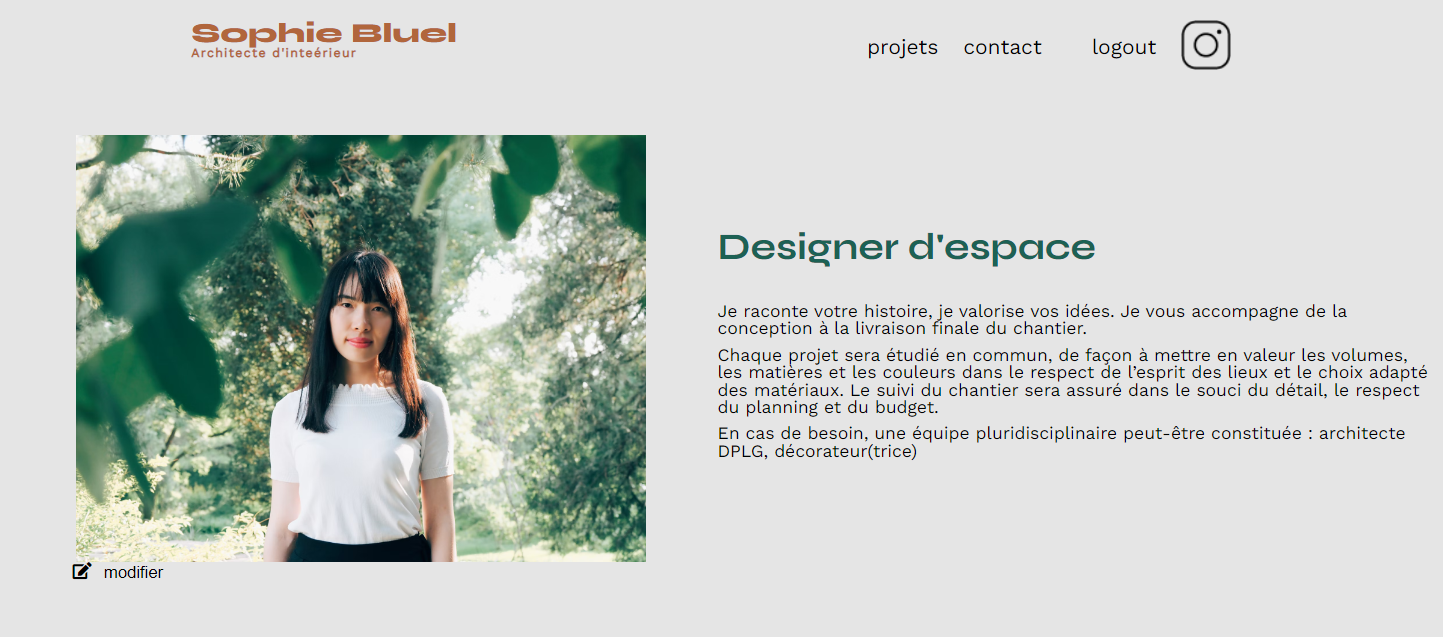 Sophie Bluel
Architecte d'inteérieur
projets contact logout
Designer d'espace
Je raconte votre histoire, je valorise vos idées. Je vous accompagne de la
conception à la livraison finale du chantier.
Chaque projet sera étudié en commun, de façon à mettre en valeur les volumes,
les matières et les couleurs dans le respect de l’esprit des lieux et le choix adapté
des matériaux. Le suivi du chantier sera assuré dans le souci du détail, le respect
du planning et du budget.
En cas de besoin, une équipe pluridisciplinaire peut-être constituée : architecte
DPLG, décorateur(trice)
modifier